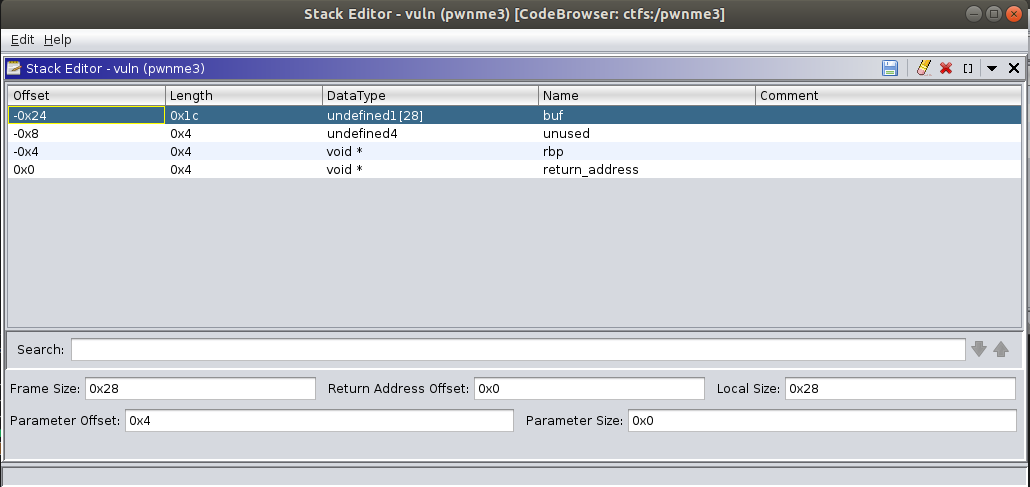 Stack Editor - vuln (pwnme3) [CodeBrowser: ctfs:/pwnme3]
Edit Help
Stack Editor - vuln (pwnme3)
Offset Length DataType Name Comment
-0x24 0x1c undefined1[28] buf
-0x8 0x4 undefined4 unused
-0x4 0x4 void * rbp
0x0 0x4 void * return_address
Search:
Frame Size: 0x28 Return Address Offset: 0x0 Local Size: 0x28
Parameter Offset: 0x4 Parameter Size: 0x0